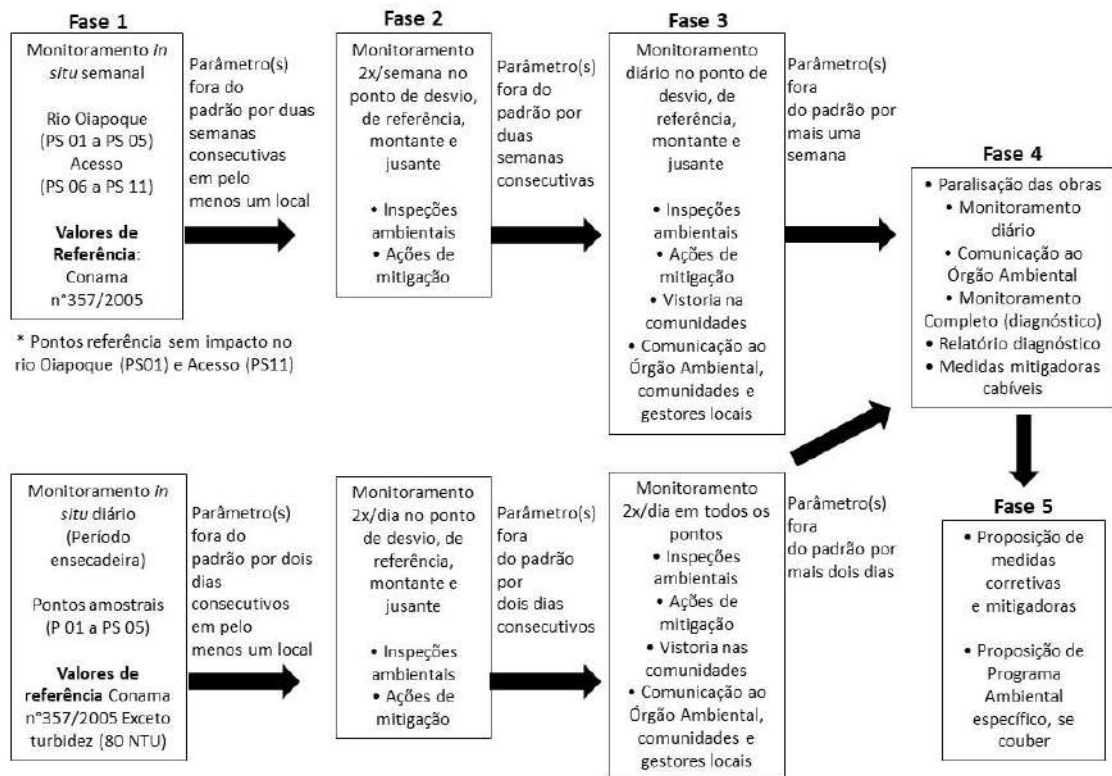 Fase 1
Monitoramento in
situ semanal
Rio Oiapoque
(PS 01 a PS 05)
Acesso
(PS 06 a PS 11)
Valores de
Referência:
Conama
n°357/2005
* Pontos referência sem impacto no
rio Oiapoque (PS01) e Acesso (PS11)
Parâmetro(s)
fora do
padrão por duas
semanas
consecutivas
em pelo
menos um local
Fase 2
Monitoramento
2x/semana no
ponto de desvio,
de referência,
montante e
jusante
• Inspeções
ambientais
• Ações de
mitigação
Parâmetro(s)
fora do
padrão por
duas
semanas
consecutivas
Fase 3
Monitoramento
diário no ponto de
desvio, de
referência,
montante e
jusante
• Inspeções
ambientais
• Ações de
mitigação
• Vistoria na
comunidades
• Comunicação ao
Órgão Ambiental,
comunidades e
gestores locais
Parâmetro(s)
fora
do padrão por
mais uma
semana
Fase 4
• Paralisação das obras
• Monitoramento
diário
• Comunicação ao
Órgão Ambiental
• Monitoramento
Completo (diagnóstico)
• Relatório diagnóstico
• Medidas mitigadoras
cabíveis
Monitoramento in
situ diário
(Período
ensecadeira)
Pontos amostrais
(P 01 a PS 05)
Valores de
referência Conama
n°357/2005 Exceto
turbidez (80 NTU)
Parâmetro(s)
fora do
padrão por dois
dias
consecutivos
em pelo
menos um local
Monitoramento
2x/dia no ponto
de desvio, de
referência,
montante e
jusante
• Inspeções
ambientais
• Ações de
mitigação
Parâmetro(s)
fora
do padrão
por
dois dias
consecutivos
Monitoramento
2x/dia em todos os
pontos
• Inspeções
ambientais
• Ações de
mitigação
• Vistoria nas
comunidades
• Comunicação ao
Órgão Ambiental,
comunidades e
gestores locais
Parâmetro(s)
fora
do padrão por
mais dois dias
Fase 5
• Proposição de
medidas
corretivas
e mitigadoras
• Proposição de
Programa
Ambiental
específico, se
couber